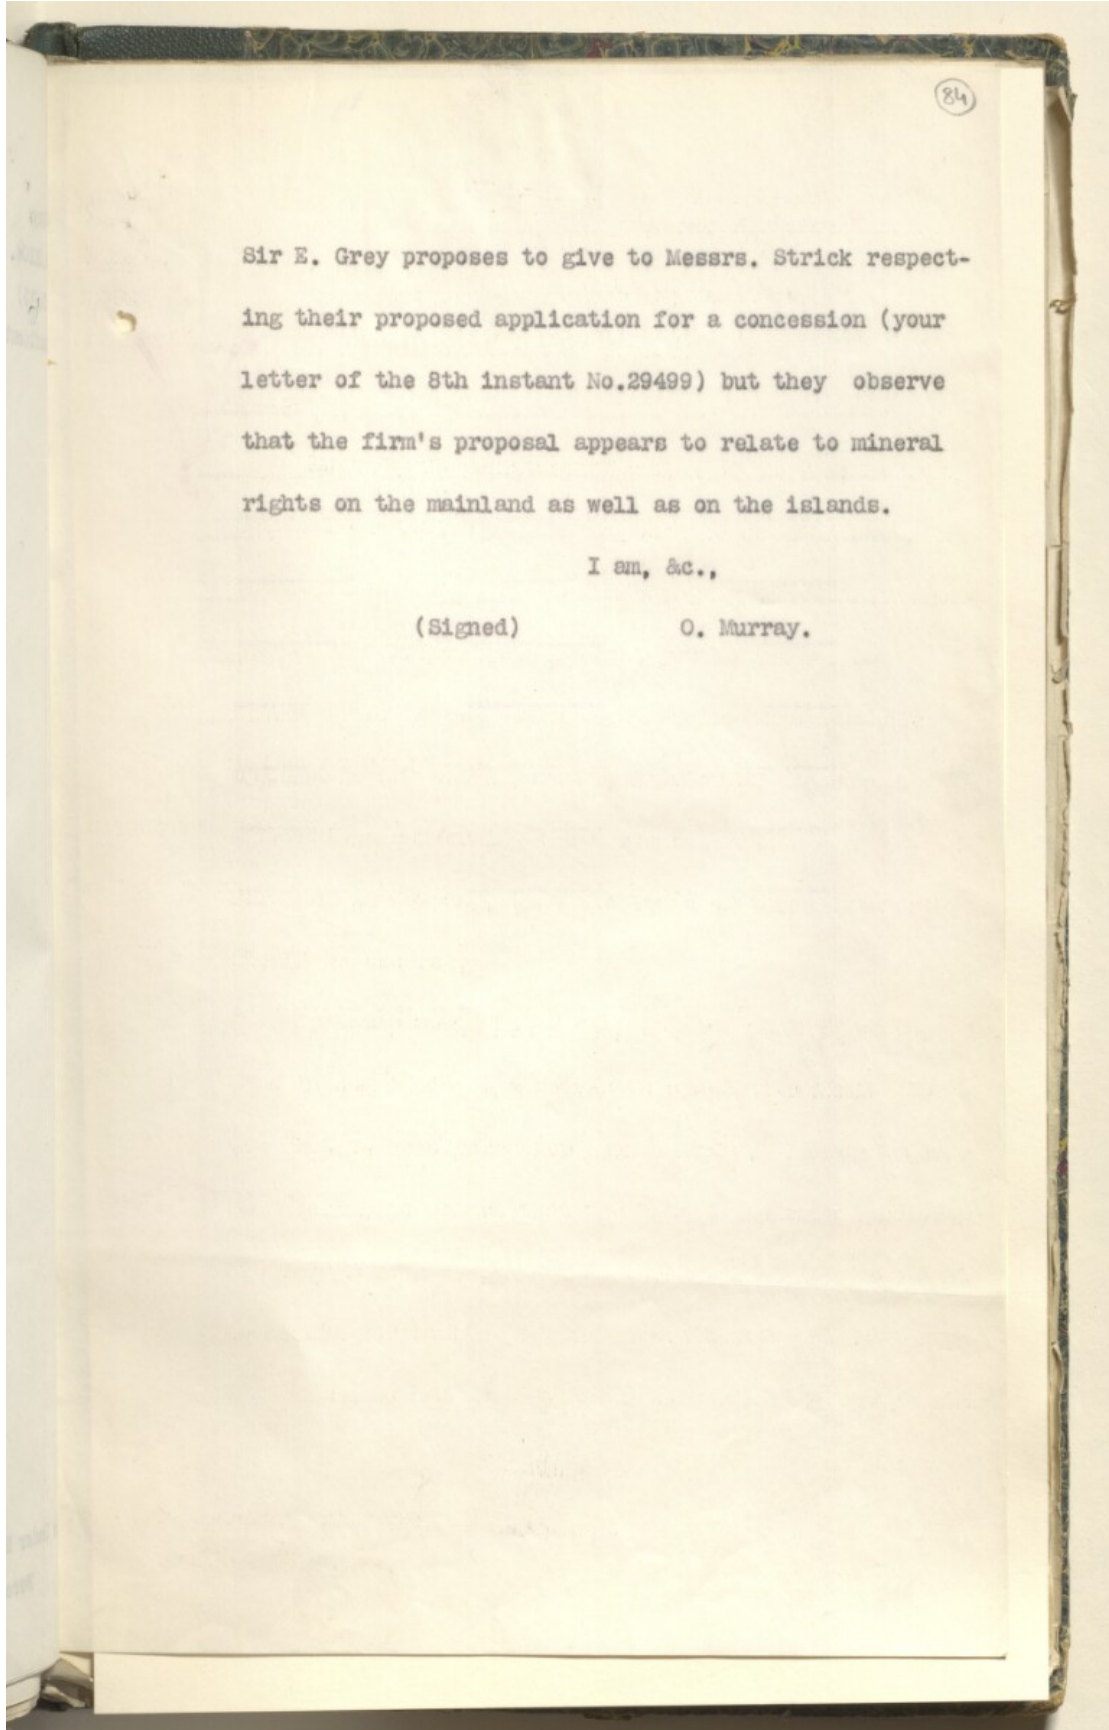 84
Sir E. Grey proposes to give to Messrs. Strick respect-
ing their proposed application for a concession (your
letter of the 8th instant No.29499) but they observe
that the firm's proposal appears to relate to mineral
rights on the mainland as well as on the islands.
I am, &c.,
(Signed) O. Murray.